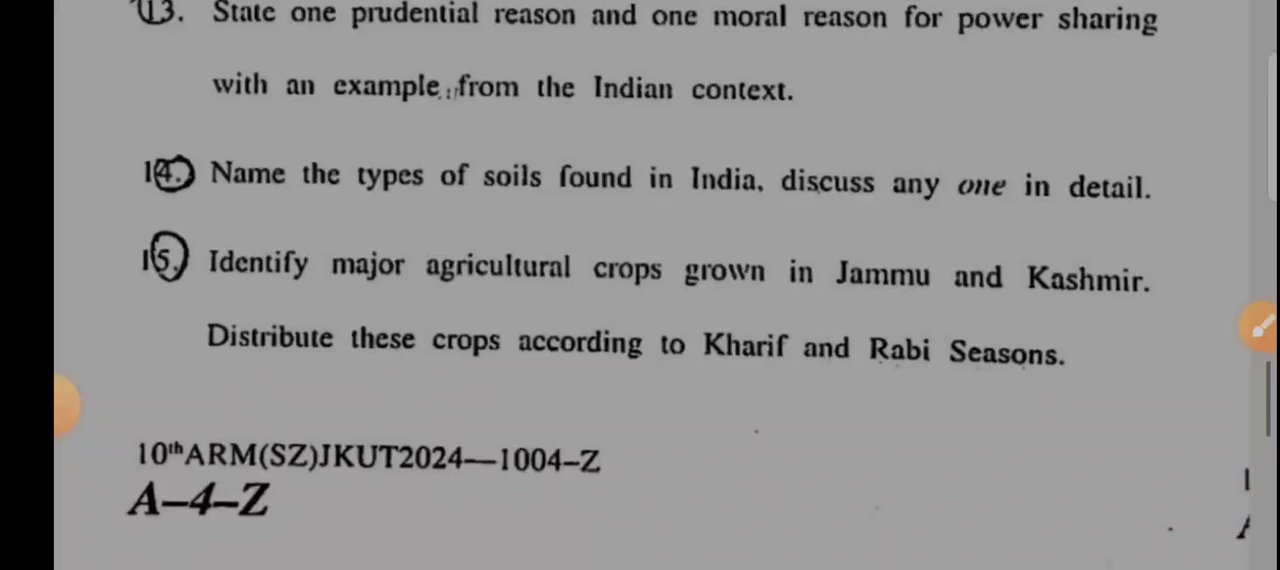 13. State one prudential reason and one moral reason for power sharing
with an example from the Indian context.
14. Name the types of soils found in India, discuss any one in detail.
15. Identify major agricultural crops grown in Jammu and Kashmir.
Distribute these crops according to Kharif and Rabi Seasons.
10thARM(SZ)JKUT2024—1004–Z
A–4–Z